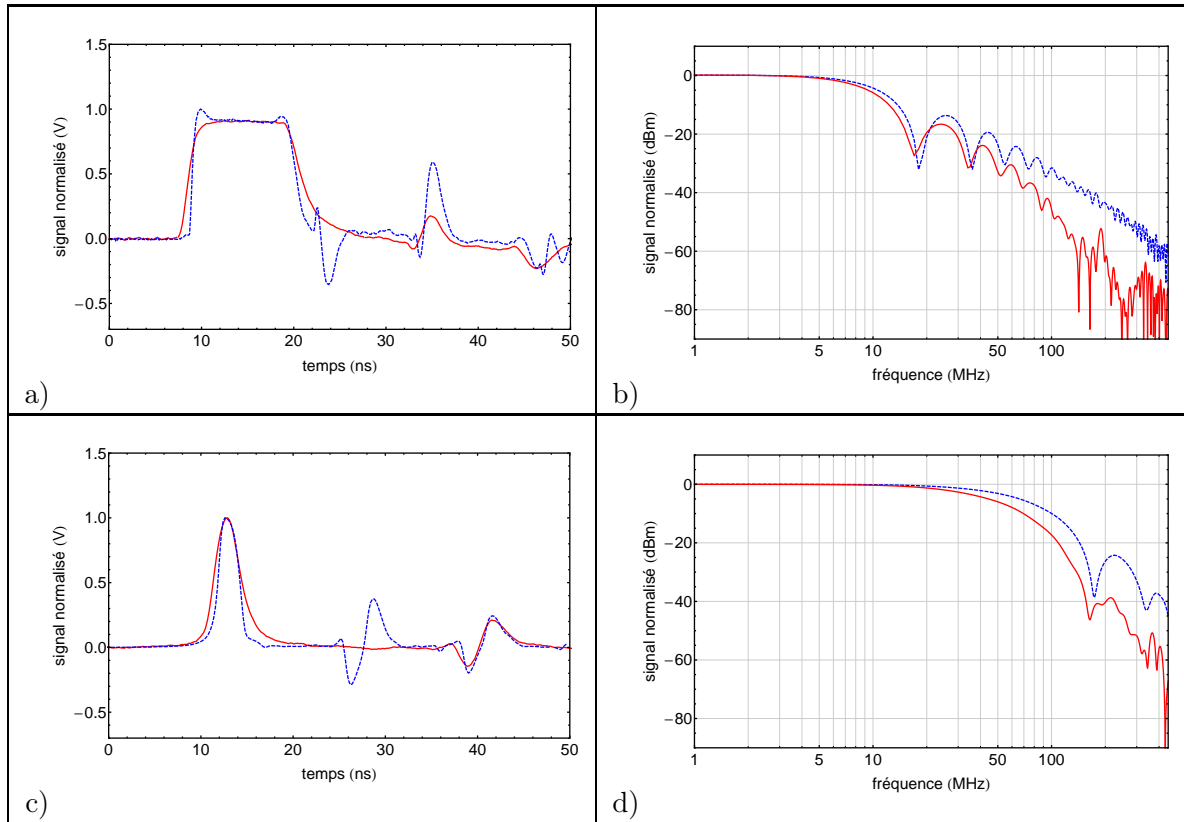 1.5
1.0
0.5
0.0
−0.5
signal normalisé (V)
0 10 20 30 40 50
temps (ns)
a)
0
−20
−40
−60
−80
signal normalisé (dBm)
1 5 10 50 100
fréquence (MHz)
b)
1.5
1.0
0.5
0.0
−0.5
signal normalisé (V)
0 10 20 30 40 50
temps (ns)
c)
0
−20
−40
−60
−80
signal normalisé (dBm)
1 5 10 50 100
fréquence (MHz)
d)